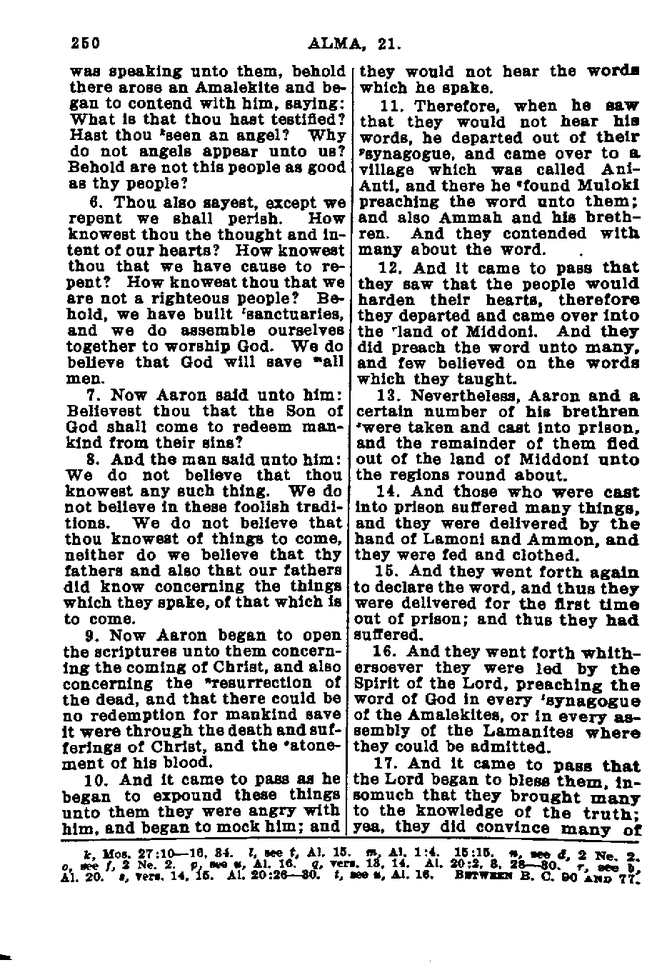 250
ALMA, 21.
was speaking unto them, behold
there arose an Amalekite and be-
gan to contend with him, saying:
What is that thou hast testified?
Hast thou ᵏseen an angel? Why
do not angels appear unto us?
Behold are not this people as good
as thy people?
6. Thou also sayest, except we
repent we shall perish. How
knowest thou the thought and in-
tent of our hearts? How knowest
thou that we have cause to re-
pent? How knowest thou that we
are not a righteous people? Be-
hold, we have built ˡsanctuaries,
and we do assemble ourselves
together to worship God. We do
believe that God will save ᵐall
men.
7. Now Aaron said unto him:
Believest thou that the Son of
God shall come to redeem man-
kind from their sins?
8. And the man said unto him:
We do not believe that thou
knowest any such thing. We do
not believe in these foolish tradi-
tions. We do not believe that
thou knowest of things to come,
neither do we believe that thy
fathers and also that our fathers
did know concerning the things
which they spake, of that which is
to come.
9. Now Aaron began to open
the scriptures unto them concern-
ing the coming of Christ, and also
concerning the ⁿresurrection of
the dead, and that there could be
no redemption for mankind save
it were through the death and suf-
ferings of Christ, and the ᵒatone-
ment of his blood.
10. And it came to pass as he
began to expound these things
unto them they were angry with
him, and began to mock him; and
they would not hear the words
which he spake.
11. Therefore, when he saw
that they would not hear his
words, he departed out of their
ᵖsynagogue, and came over to a
village which was called Ani-
Anti, and there he ᵠfound Muloki
preaching the word unto them;
and also Ammah and his breth-
ren. And they contended with
many about the word.
12. And it came to pass that
they saw that the people would
harden their hearts, therefore
they departed and came over into
the ʳland of Middoni. And they
did preach the word unto many,
and few believed on the words
which they taught.
13. Nevertheless, Aaron and a
certain number of his brethren
ˢwere taken and cast into prison,
and the remainder of them fled
out of the land of Middoni unto
the regions round about.
14. And those who were cast
into prison suffered many things,
and they were delivered by the
hand of Lamoni and Ammon, and
they were fed and clothed.
15. And they went forth again
to declare the word, and thus they
were delivered for the first time
out of prison; and thus they had
suffered.
16. And they went forth whith-
ersoever they were led by the
Spirit of the Lord, preaching the
word of God in every ᵗsynagogue
of the Amalekites, or in every as-
sembly of the Lamanites where
they could be admitted.
17. And it came to pass that
the Lord began to bless them, in-
somuch that they brought many
to the knowledge of the truth;
yea, they did convince many of
k, Mos. 27:10—16, 34. l, see t, Al. 15. m, Al. 1:4. 15:15. n, see d, 2 Ne. 2.
o, see f, 2 Ne. 2. p, see u, Al. 16. q, vers. 13, 14. Al. 20:2, 3, 28—30. r, see b,
Al. 20. s, vers. 14, 15. Al. 20:26—30. t, see u, Al. 16. BETWEEN B. C. 90 AND 77.